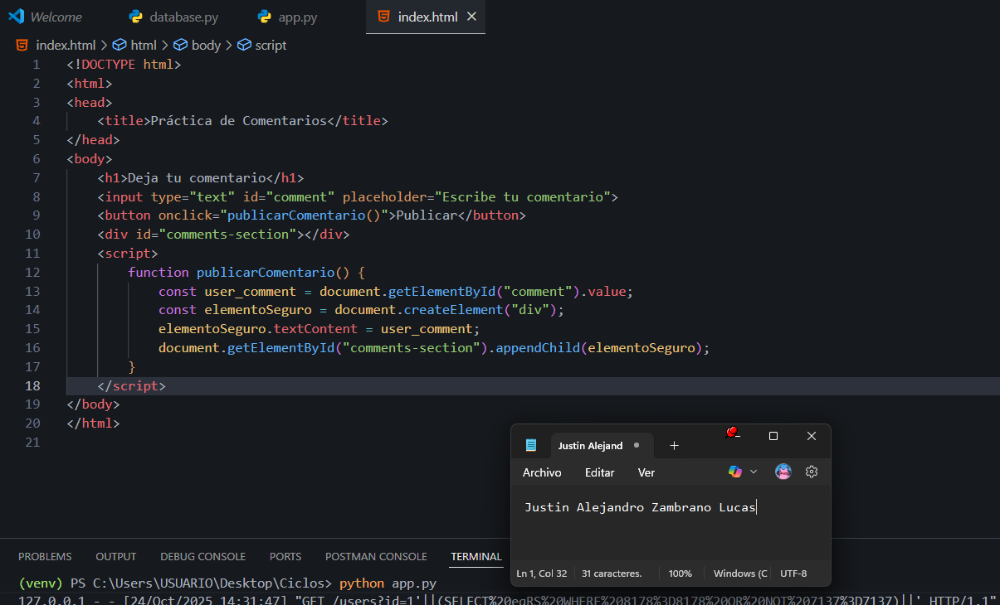 Welcome database.py app.py index.html
index.html > html > body > script
1 <!DOCTYPE html>
2 <html>
3 <head>
4 <title>Práctica de Comentarios</title>
5 </head>
6 <body>
7 <h1>Deja tu comentario</h1>
8 <input type="text" id="comment" placeholder="Escribe tu comentario">
9 <button onclick="publicarComentario()">Publicar</button>
10 <div id="comments-section"></div>
11 <script>
12 function publicarComentario() {
13 const user_comment = document.getElementById("comment").value;
14 const elementoSeguro = document.createElement("div");
15 elementoSeguro.textContent = user_comment;
16 document.getElementById("comments-section").appendChild(elementoSeguro);
17 }
18 </script>
19 </body>
20 </html>
21
Justin Alejand
Archivo Editar Ver
Justin Alejandro Zambrano Lucas
Ln 1, Col 32 31 caracteres. 100% Windows (C UTF-8
PROBLEMS OUTPUT DEBUG CONSOLE PORTS POSTMAN CONSOLE TERMINAL
(venv) PS C:\Users\USUARIO\Desktop\Ciclos> python app.py
127.0.0.1 - - [24/Oct/2025 14:31:47] "GET /users?id=1'||(SELECT%20eqRS%20WHERE%208178%3D8178%20OR%20NOT%207137%3D7137)||' HTTP/1.1"